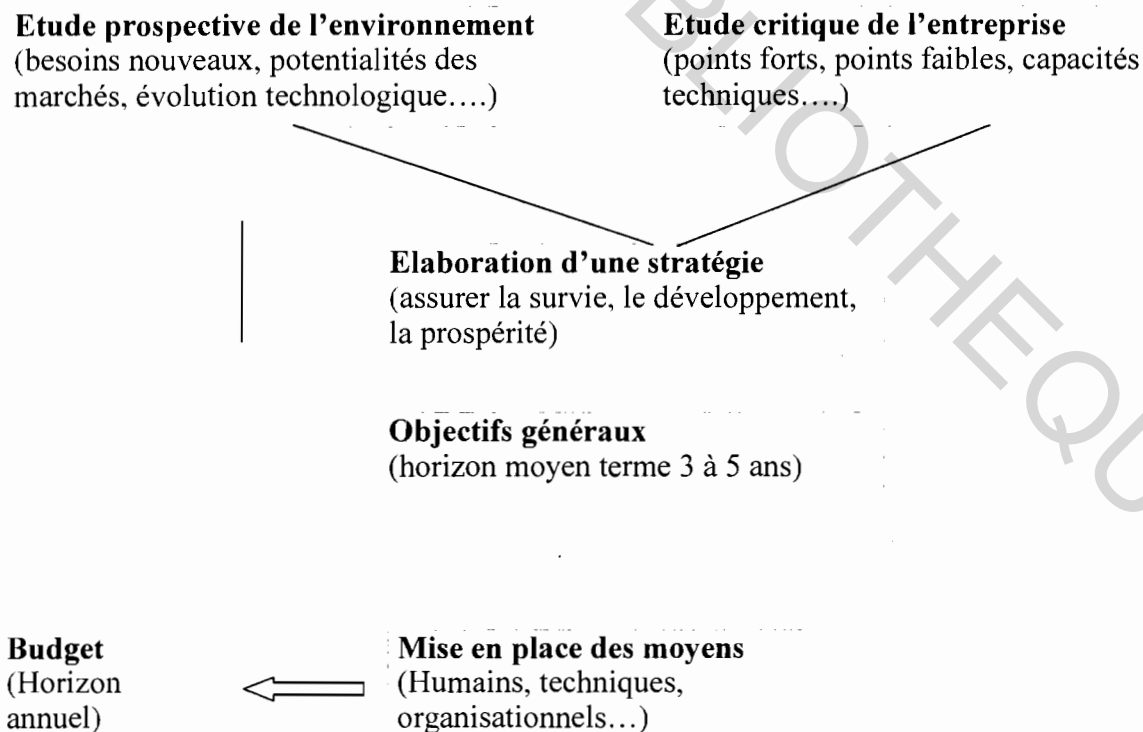 Etude prospective de l'environnement
(besoins nouveaux, potentialités des
marchés, évolution technologique....)
Etude critique de l'entreprise
(points forts, points faibles, capacités
techniques....)
Elaboration d'une stratégie
(assurer la survie, le développement,
la prospérité)
Objectifs généraux
(horizon moyen terme 3 à 5 ans)
Budget
(Horizon
annuel)
Mise en place des moyens
(Humains, techniques,
organisationnels...)